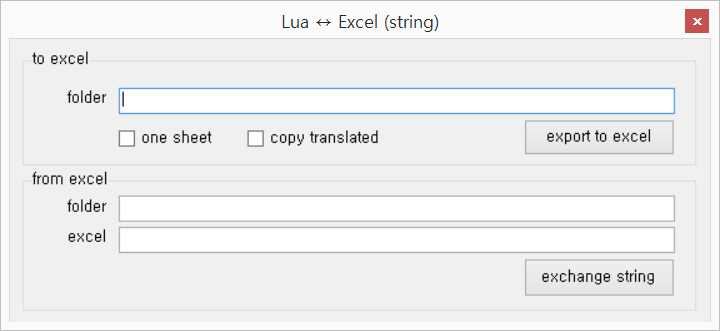 Lua ↔ Excel (string)
to excel
folder
one sheet copy translated export to excel
from excel
folder
excel
exchange string